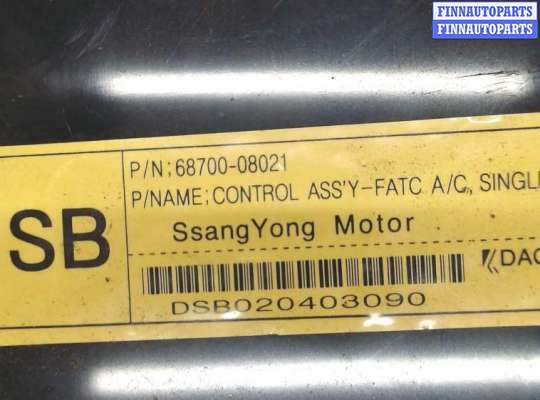 FINNAUTOPARTS
FINNAUTOPARTS
SB
P/N;68700-08021
P/NAME;CONTROL ASS'Y-FATC A/C, SINGL
SsangYong Motor
DSB020403090